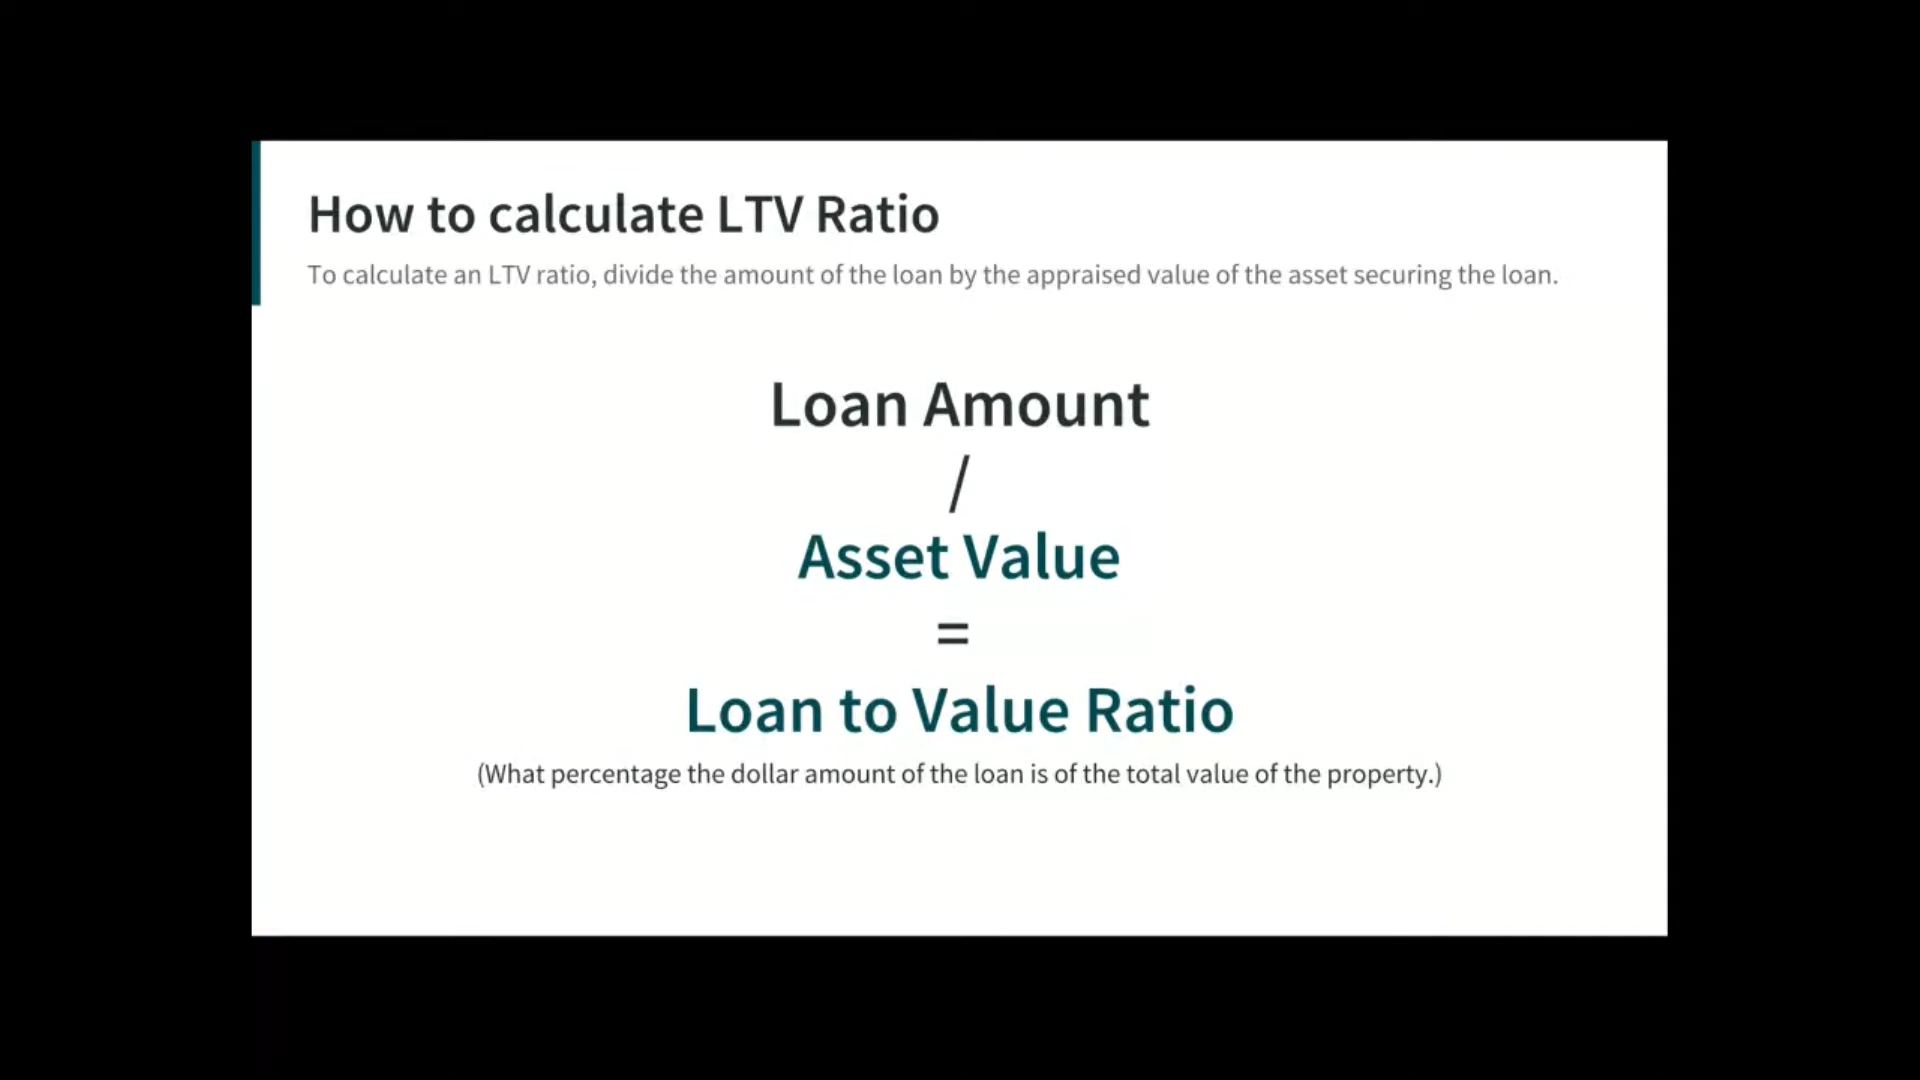 How to calculate LTV Ratio
To calculate an LTV ratio, divide the amount of the loan by the appraised value of the asset securing the loan.
Loan Amount
/
Asset Value
=
Loan to Value Ratio
(What percentage the dollar amount of the loan is of the total value of the property.)